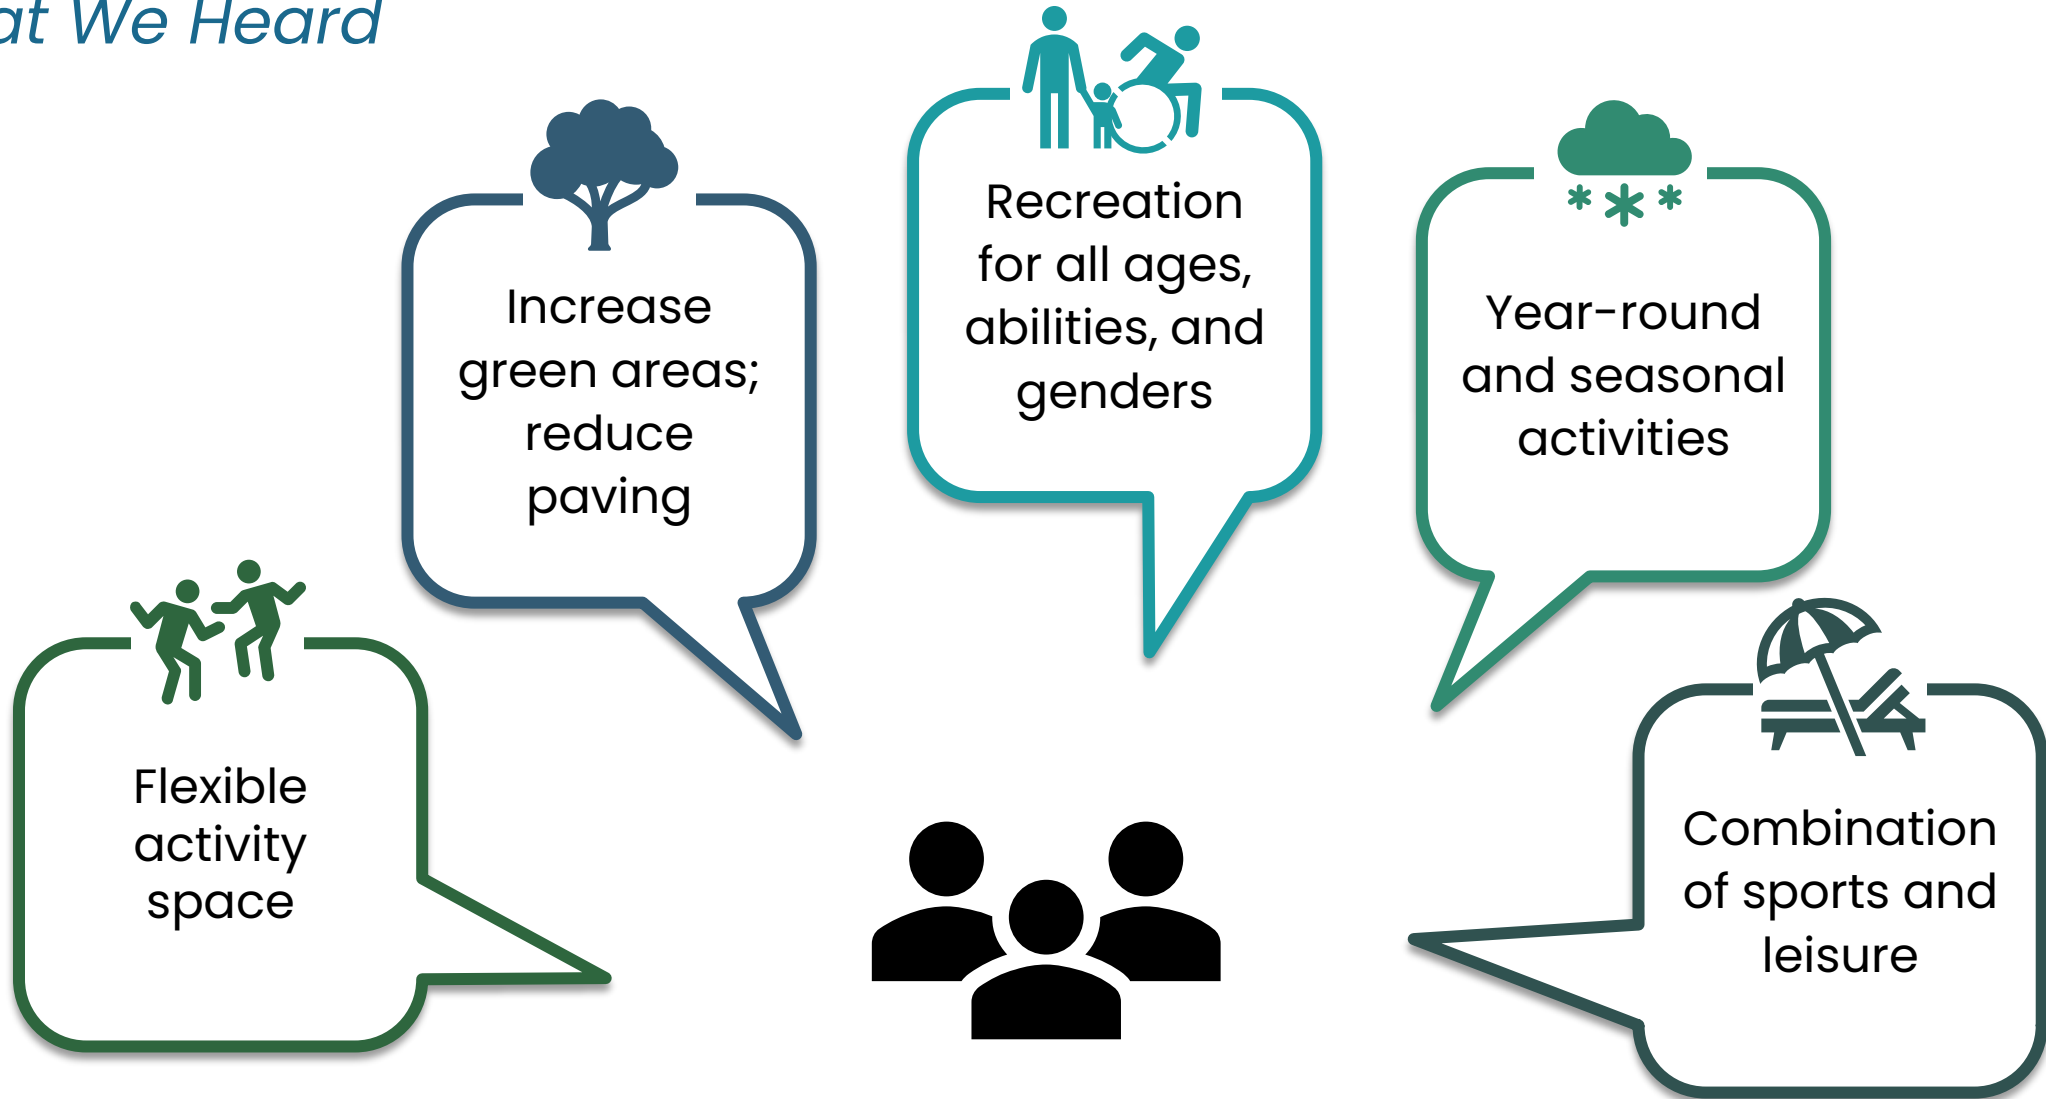 at We Heard
Recreation
for all ages,
abilities, and
genders
Increase
green areas;
reduce
paving
Year-round
and seasonal
activities
Flexible
activity
space
Combination
of sports and
leisure